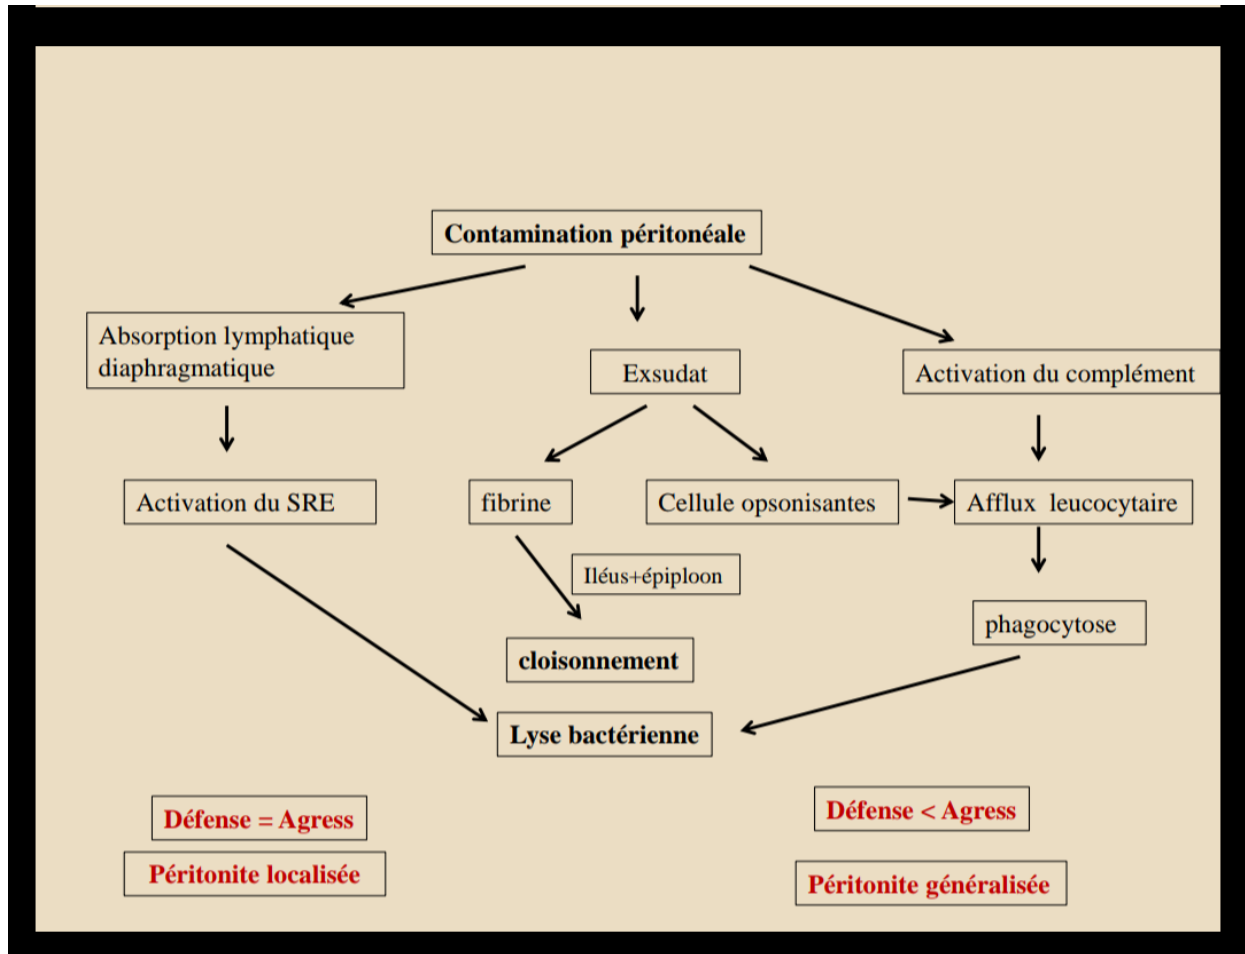 Contamination péritonéale
Absorption lymphatique
diaphragmatique
Exsudat
Activation du complément
Activation du SRE
fibrine
Cellule opsonisantes
Afflux leucocytaire
Iléus+épiploon
phagocytose
cloisonnement
Lyse bactérienne
Défense = Agress
Défense < Agress
Péritonite localisée
Péritonite généralisée